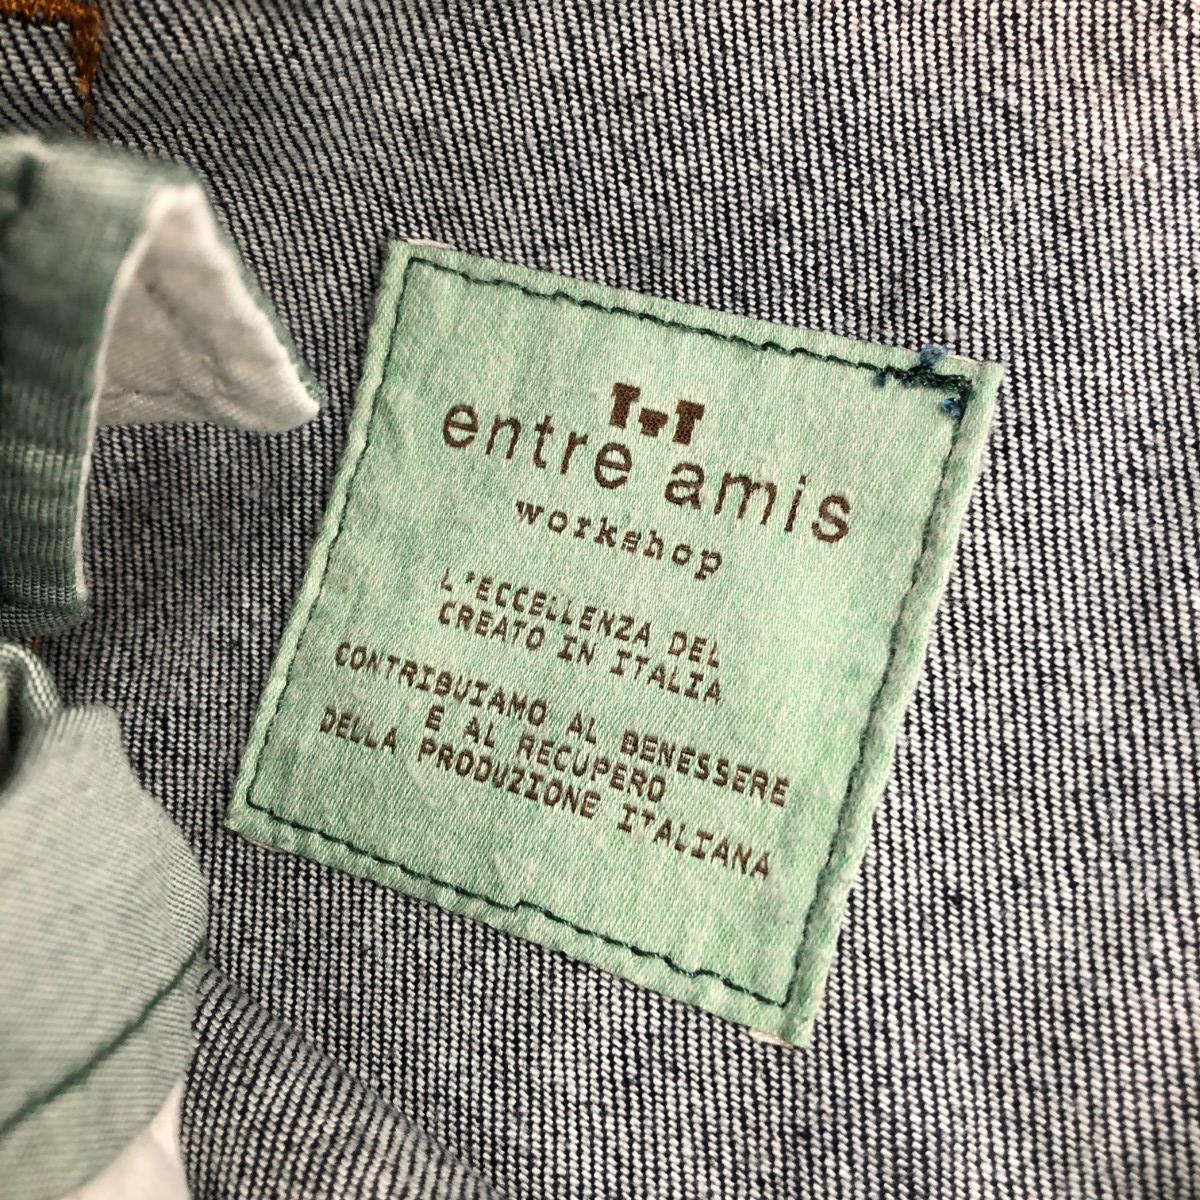 entre amis
workshop
L'ECCELLENZA DEL
CREATO IN ITALIA
CONTRIBUIAMO AL BENESSERE
E AL RECUPERO
DELLA PRODUZIONE ITALIANA